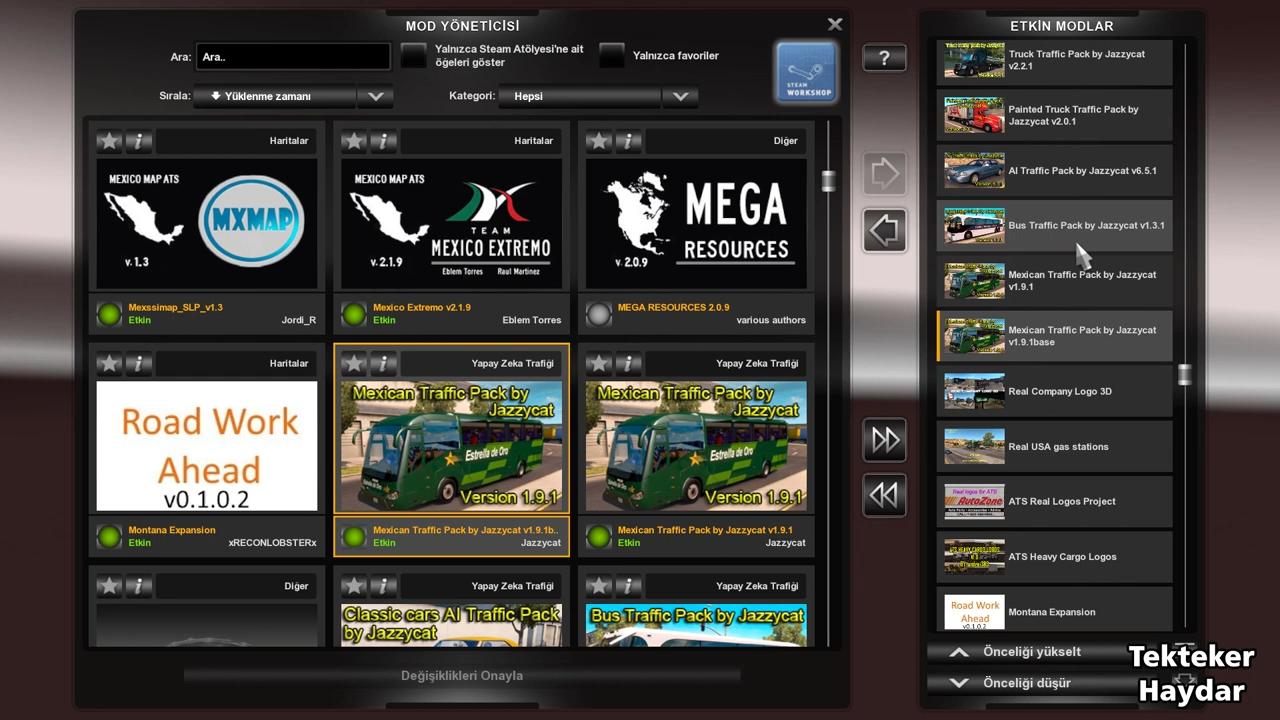 MOD YÖNETİCİSİ
Ara:
Ara..
Yalnızca Steam Atölyesi'ne ait
öğeleri göster
Yalnızca favoriler
STEAM
WORKSHOP
Sırala:
Yüklenme zamanı
Kategori:
Hepsi
Haritalar
MEXICO MAP ATS
MXMAP
v.1.3
Mexssimap_SLP_v1.3
Etkin
Jordi_R
Haritalar
MEXICO MAP ATS
TEAM
MEXICO EXTREMO
v.2.1.9
Eblem Torres Raul Martinez
Mexico Extremo v2.1.9
Etkin
Eblem Torres
Diğer
MEGA
RESOURCES
v.2.0.9
MEGA RESOURCES 2.0.9
various authors
Haritalar
Road Work
Ahead
v0.1.0.2
Montana Expansion
Etkin
xRECONLOBSTERx
Yapay Zeka Trafiği
Mexican Traffic Pack by
Jazzycat
Estrella de Oro
Version 1.9.1
Mexican Traffic Pack by Jazzycat v1.9.1b..
Etkin
Jazzycat
Yapay Zeka Trafiği
Mexican Traffic Pack by
Jazzycat
Estrella de Oro
Version 1.9.1
Mexican Traffic Pack by Jazzycat v1.9.1
Etkin
Jazzycat
Diğer
Yapay Zeka Trafiği
Classic cars AI Traffic Pack
by Jazzycat
Yapay Zeka Trafiği
Bus Traffic Pack by Jazzycat
Değişiklikleri Onayla
?
ETKİN MODLAR
Truck Traffic Pack by Jazzycat
v2.2.1
Painted Truck Traffic Pack by
Jazzycat v2.0.1
AI Traffic Pack by Jazzycat v6.5.1
Bus Traffic Pack by Jazzycat v1.3.1
Mexican Traffic Pack by Jazzycat
v1.9.1
Mexican Traffic Pack by Jazzycat
v1.9.1base
Real Company Logo 3D
Real USA gas stations
Real logos for ATS
AutoZone
ATS Real Logos Project
ATS Heavy Cargo Logos
Road Work
Ahead
v0.1.0.2
Montana Expansion
Önceliği yükselt
Önceliği düşür
Tekteker
Haydar